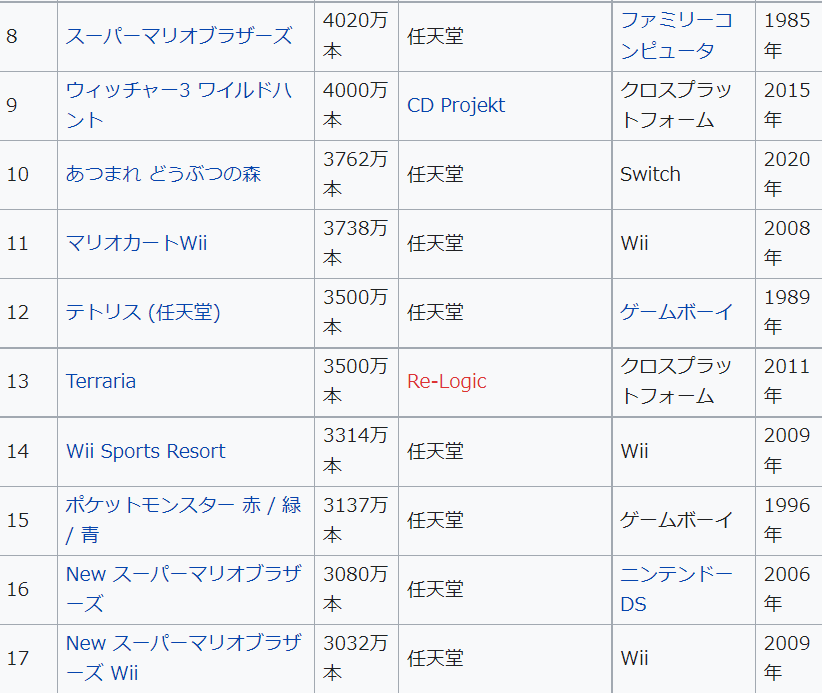 8 スーパーマリオブラザーズ 4020万本 任天堂 ファミリーコンピュータ 1985年
9 ウィッチャー3 ワイルドハント 4000万本 CD Projekt クロスプラットフォーム 2015年
10 あつまれ どうぶつの森 3762万本 任天堂 Switch 2020年
11 マリオカートWii 3738万本 任天堂 Wii 2008年
12 テトリス (任天堂) 3500万本 任天堂 ゲームボーイ 1989年
13 Terraria 3500万本 Re-Logic クロスプラットフォーム 2011年
14 Wii Sports Resort 3314万本 任天堂 Wii 2009年
15 ポケットモンスター 赤 / 緑 / 青 3137万本 任天堂 ゲームボーイ 1996年
16 New スーパーマリオブラザーズ 3080万本 任天堂 ニンテンドーDS 2006年
17 New スーパーマリオブラザーズ Wii 3032万本 任天堂 Wii 2009年